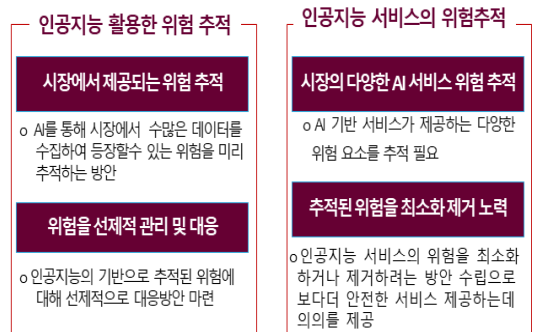 인공지능 활용한 위험 추적
시장에서 제공되는 위험 추적
o AI를 통해 시장에서 수많은 데이터를
수집하여 등장할수 있는 위험을 미리
추적하는 방안
위험을 선제적 관리 및 대응
o 인공지능의 기반으로 추적된 위험에
대해 선제적으로 대응방안 마련
인공지능 서비스의 위험추적
시장의 다양한 AI 서비스 위험 추적
o AI 기반 서비스가 제공하는 다양한
위험 요소를 추적 필요
추적된 위험을 최소화 제거 노력
o 인공지능 서비스의 위험을 최소화
하거나 제거하려는 방안 수립으로
보다더 안전한 서비스 제공하는데
의의를 제공